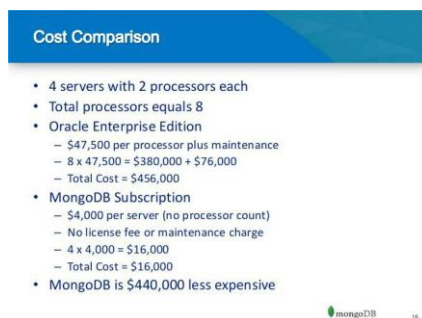 Cost Comparison
• 4 servers with 2 processors each
• Total processors equals 8
• Oracle Enterprise Edition
– $47,500 per processor plus maintenance
– 8 x 47,500 = $380,000 + $76,000
– Total Cost = $456,000
• MongoDB Subscription
– $4,000 per server (no processor count)
– No license fee or maintenance charge
– 4 x 4,000 = $16,000
– Total Cost = $16,000
• MongoDB is $440,000 less expensive
mongoDB